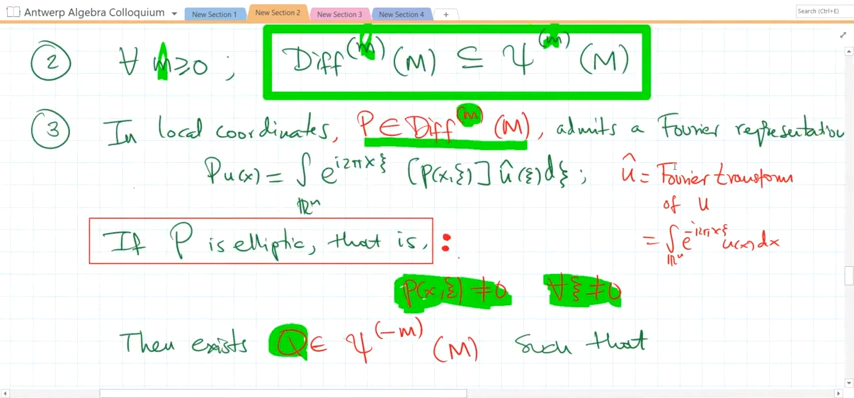 Antwerp Algebra Colloquium
New Section 1
New Section 2
New Section 3
New Section 4
+
Search (Ctrl+E)
② ∀ m ≥ 0 ; Diff^(m) (M) ⊆ Ψ^(m) (M)
③ In local coordinates, P ∈ Diff^(m) (M), admits a Fourier representation
Pu(x) = ∫_ℝⁿ e^{i2πxξ} [p(x,ξ)] û(ξ)dξ ; û = Fourier transform
of u
= ∫_ℝⁿ e^{-i2πxξ} u(x)dx
If P is elliptic, that is, :
p(x,ξ) ≠ 0 ∀ξ ≠ 0
Then exists Q ∈ Ψ^(-m) (M) such that